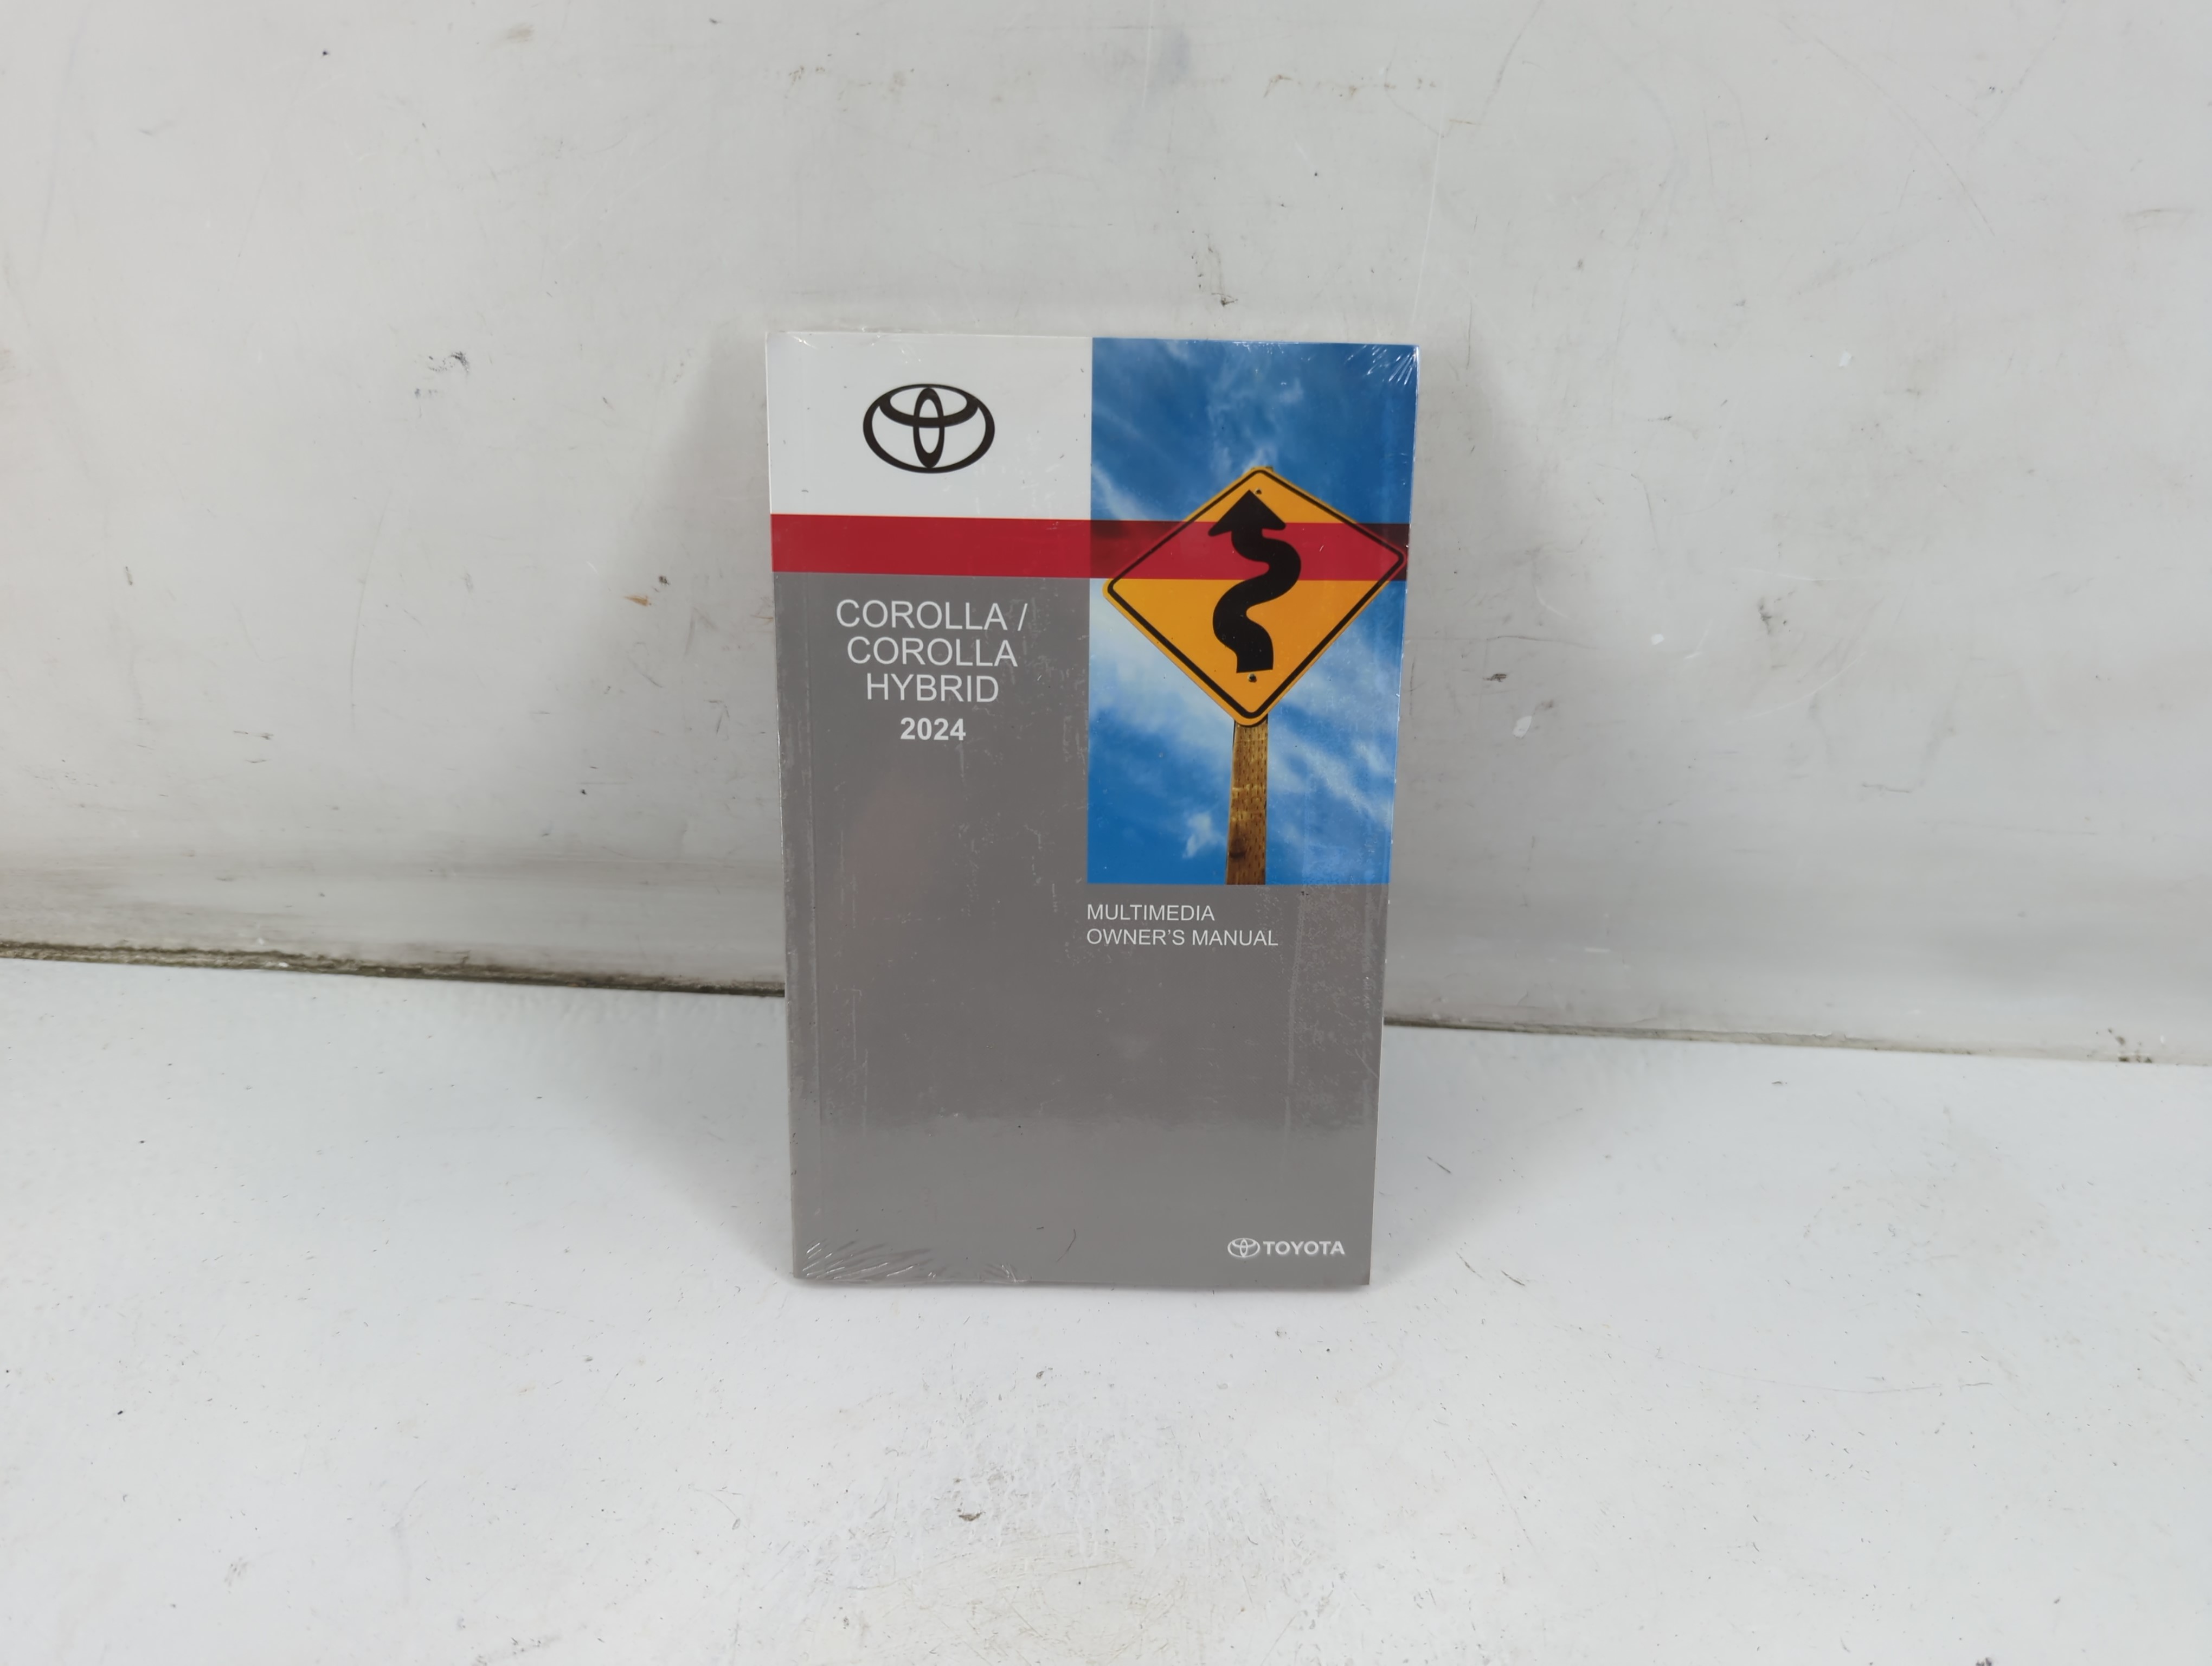 COROLLA /
COROLLA
HYBRID
2024
MULTIMEDIA
OWNER'S MANUAL
TOYOTA